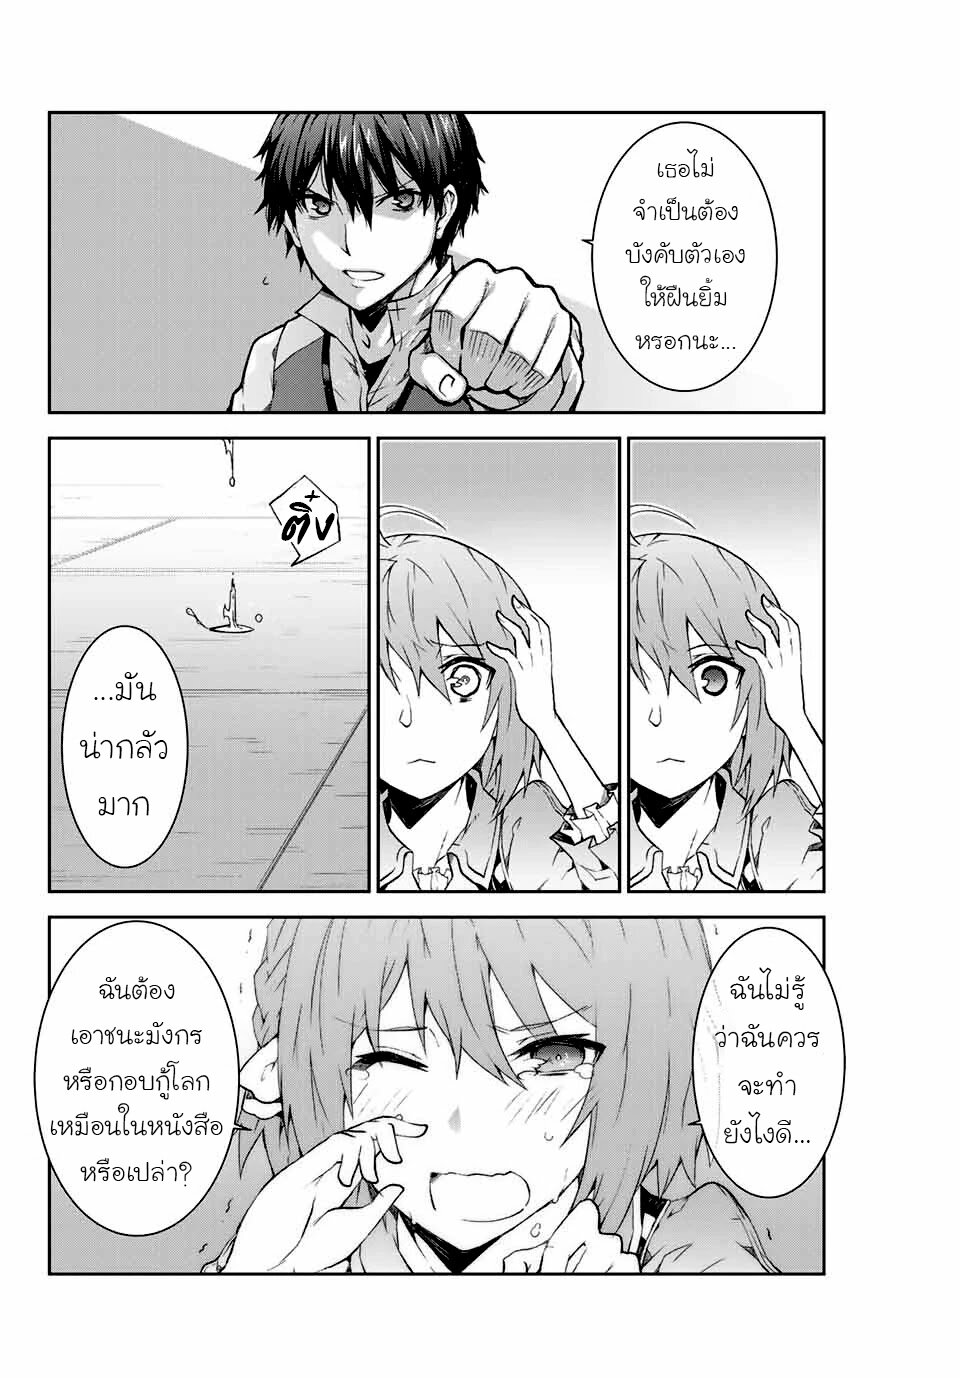 เธอไม่
จำเป็นต้อง
บังคับตัวเอง
ให้ฝืนยิ้ม
หรอกนะ...
ติ๋ง
...มัน
น่ากลัว
มาก
ฉันไม่รู้
ว่าฉันควร
จะทำ
ยังไงดี...
ฉันต้อง
เอาชนะมังกร
หรือกอบกู้โลก
เหมือนในหนังสือ
หรือเปล่า?